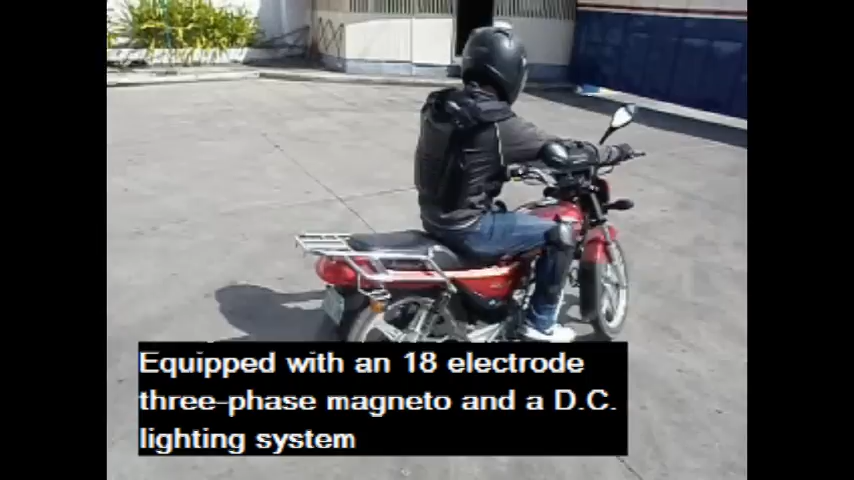 Equipped with an 18 electrode
three-phase magneto and a D.C.
lighting system